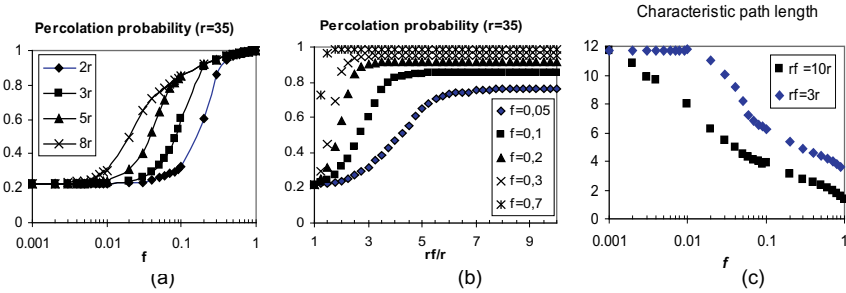 Percolation probability (r=35)
1
0.8
0.6
0.4
0.2
0
0.001
0.01
0.1
1
f
2r
3r
5r
8r
(a)
Percolation probability (r=35)
1
0.8
0.6
0.4
0.2
0
1
3
5
7
9
rf/r
f=0,05
f=0,1
f=0,2
f=0,3
f=0,7
(b)
Characteristic path length
12
10
8
6
4
2
0
0.001
0.01
0.1
1
f
rf =10r
rf=3r
(c)